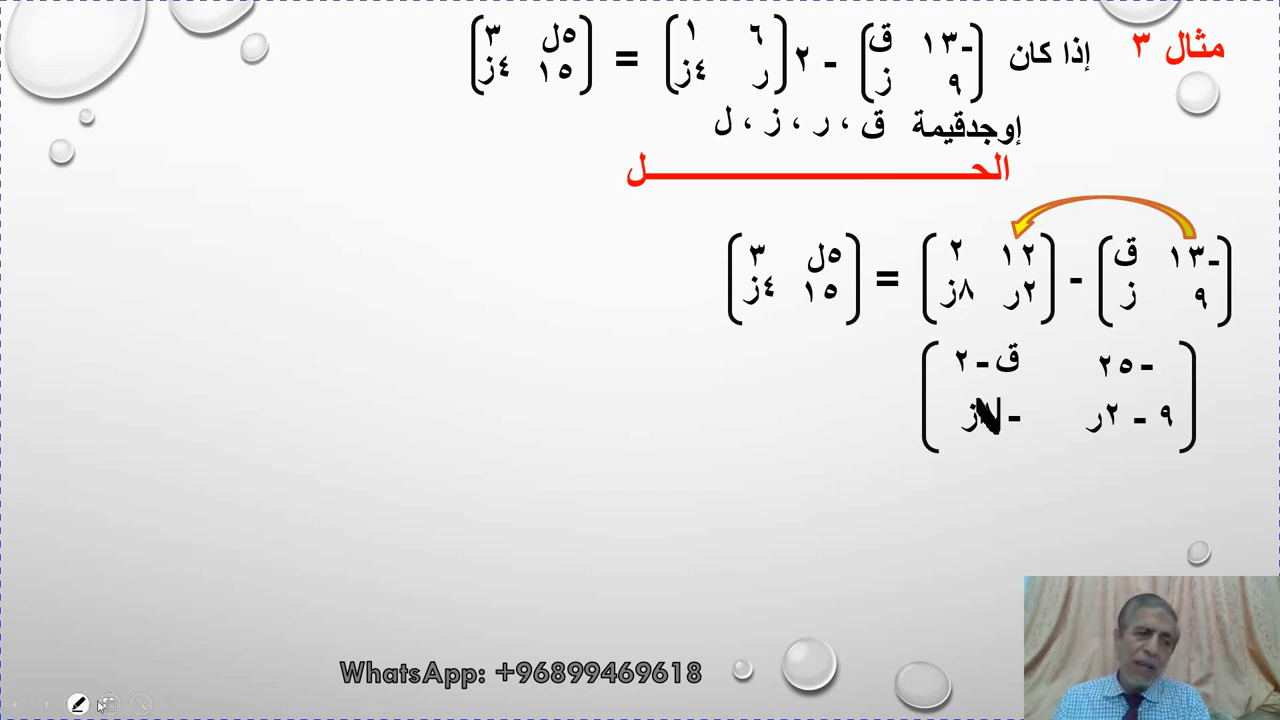 مثال ٣ إذا كان (-١٣ ق ٩ ز) - ٢ (٦ ١ ر ٤ز) = (٥ل ٣ ١٥ ٤ز)
إوجدقيمة ق ، ر ، ز ، ل
الحـــــــــــــــــــــل
(-١٣ ق ٩ ز) - (١٢ ٢ ٢ر ٨ز) = (٥ل ٣ ١٥ ٤ز)
-٢٥ ق - ٢
٩ - ٢ر - ز
WhatsApp: +96899469618